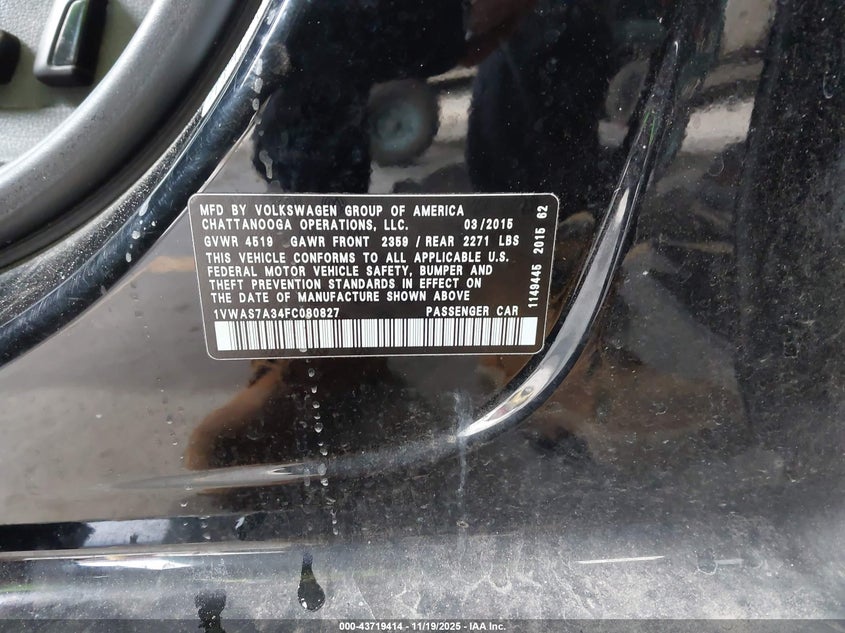 MFD BY VOLKSWAGEN GROUP OF AMERICA
CHATTANOOGA OPERATIONS, LLC. 03/2015
GVWR 4519 GAWR FRONT 2359 / REAR 2271 LBS
THIS VEHICLE CONFORMS TO ALL APPLICABLE U.S.
FEDERAL MOTOR VEHICLE SAFETY, BUMPER AND
THEFT PREVENTION STANDARDS IN EFFECT ON
THE DATE OF MANUFACTURE SHOWN ABOVE
1VWAS7A34FC080827 PASSENGER CAR
1149445 2015 62
000-43719414 - 11/19/2025 - IAA Inc.